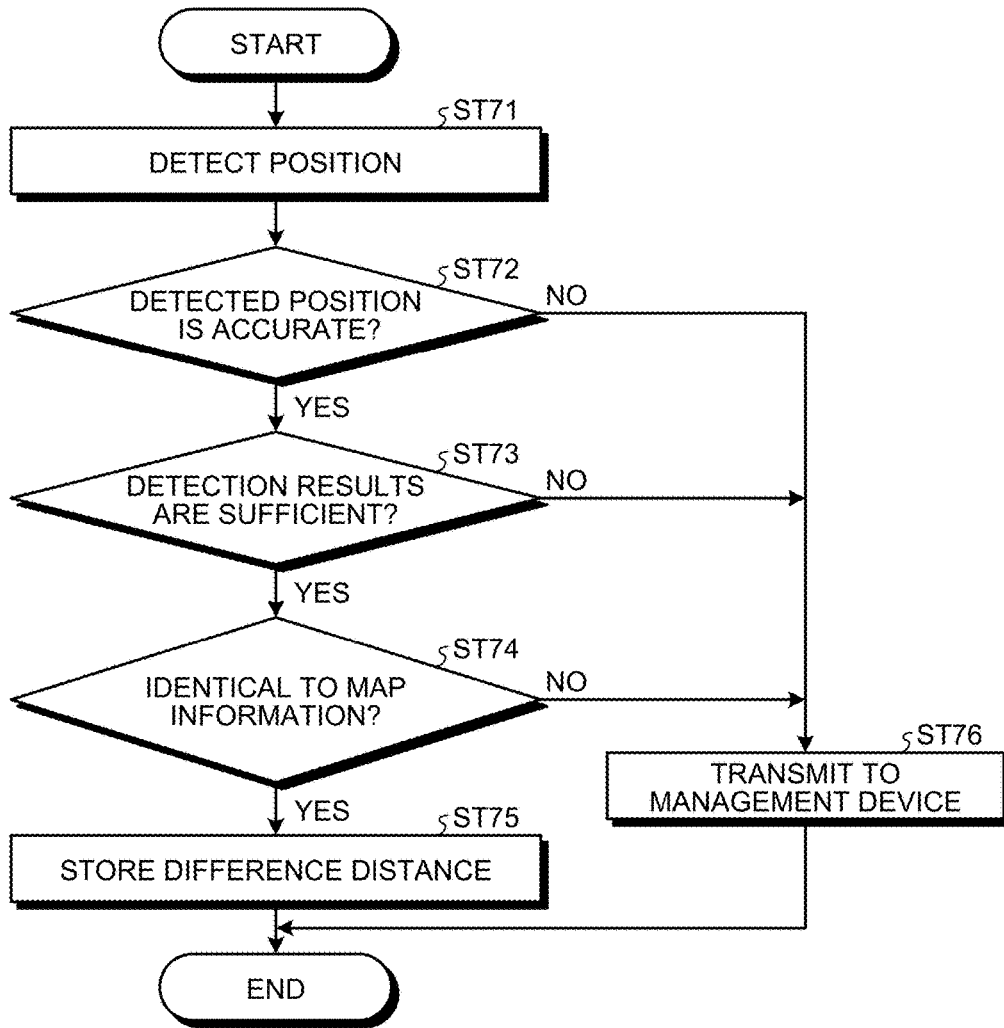 START
ST71
DETECT POSITION
ST72
DETECTED POSITION
IS ACCURATE?
NO
YES
ST73
DETECTION RESULTS
ARE SUFFICIENT?
NO
YES
ST74
IDENTICAL TO MAP
INFORMATION?
NO
YES
ST76
TRANSMIT TO
MANAGEMENT DEVICE
ST75
STORE DIFFERENCE DISTANCE
END